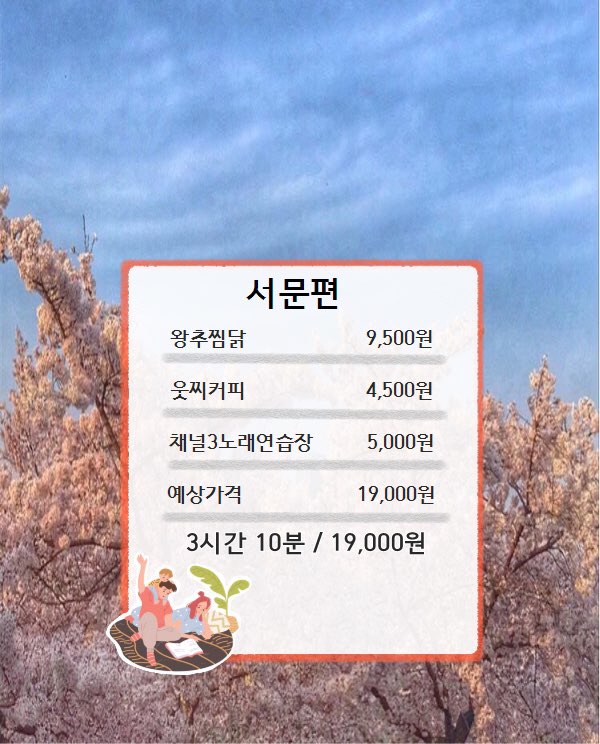 서문편
왕추찜닭 9,500원
웃찌커피 4,500원
채널3노래연습장 5,000원
예상가격 19,000원
3시간 10분 / 19,000원